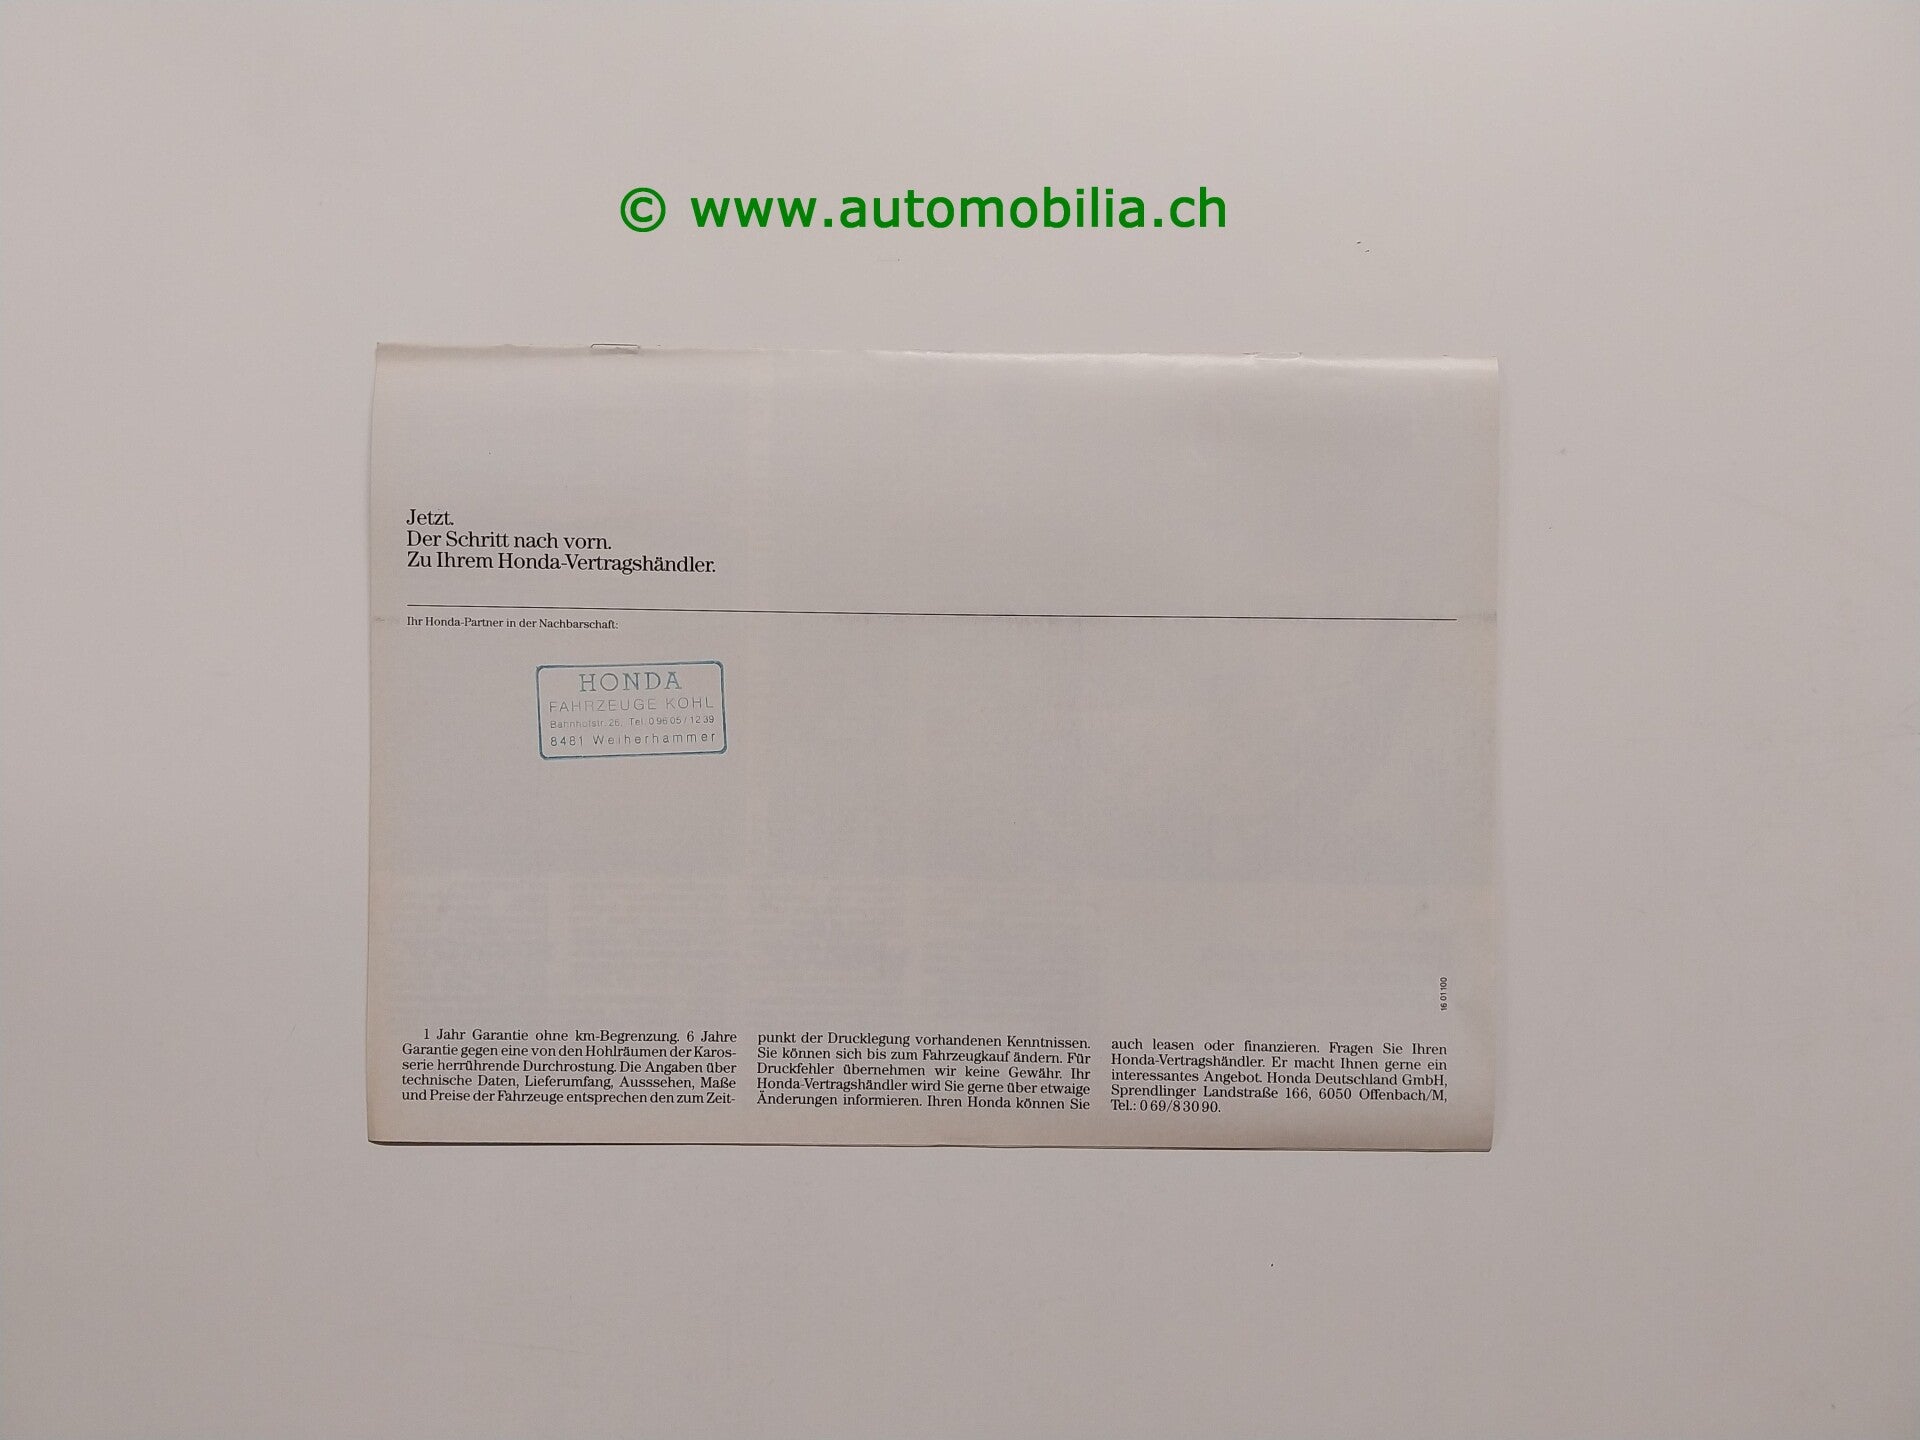 © www.automobilia.ch
Jetzt.
Der Schritt nach vorn.
Zu Ihrem Honda-Vertragshändler.
Ihr Honda-Partner in der Nachbarschaft:
HONDA
FAHRZEUGE KOHL
Bahnhofstr. 26, Tel. 09605/1239
8481 Weiherhammer
16 01 100
1 Jahr Garantie ohne km-Begrenzung. 6 Jahre
Garantie gegen eine von den Hohlräumen der Karos-
serie herrührende Durchrostung. Die Angaben über
technische Daten, Lieferumfang, Ausssehen, Maße
und Preise der Fahrzeuge entsprechen den zum Zeit-
punkt der Drucklegung vorhandenen Kenntnissen.
Sie können sich bis zum Fahrzeugkauf ändern. Für
Druckfehler übernehmen wir keine Gewähr. Ihr
Honda-Vertragshändler wird Sie gerne über etwaige
Änderungen informieren. Ihren Honda können Sie
auch leasen oder finanzieren. Fragen Sie Ihren
Honda-Vertragshändler. Er macht Ihnen gerne ein
interessantes Angebot. Honda Deutschland GmbH,
Sprendlinger Landstraße 166, 6050 Offenbach/M,
Tel.: 0 69/8 30 90.